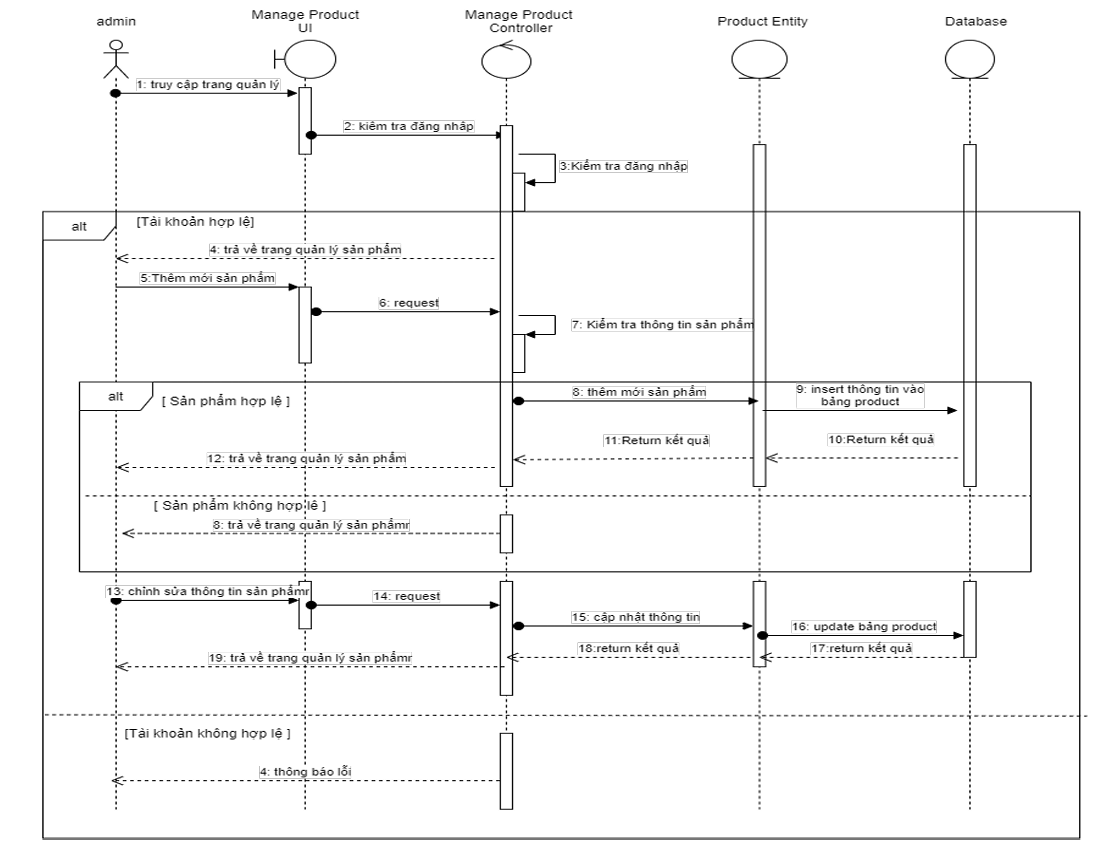 admin
Manage Product
UI
Manage Product
Controller
Product Entity
Database
1: truy cập trang quản lý
2: kiểm tra đăng nhập
3:Kiểm tra đăng nhập
alt
[Tài khoản hợp lệ]
4: trả về trang quản lý sản phẩm
5:Thêm mới sản phẩm
6: request
7: Kiểm tra thông tin sản phẩm
alt
[ Sản phẩm hợp lệ ]
8: thêm mới sản phẩm
9: insert thông tin vào
bảng product
10:Return kết quả
11:Return kết quả
12: trả về trang quản lý sản phẩm
[ Sản phẩm không hợp lệ ]
8: trả về trang quản lý sản phẩmr
13: chỉnh sửa thông tin sản phẩmr
14: request
15: cập nhật thông tin
16: update bảng product
17:return kết quả
18:return kết quả
19: trả về trang quản lý sản phẩmr
[Tài khoản không hợp lệ ]
4: thông báo lỗi